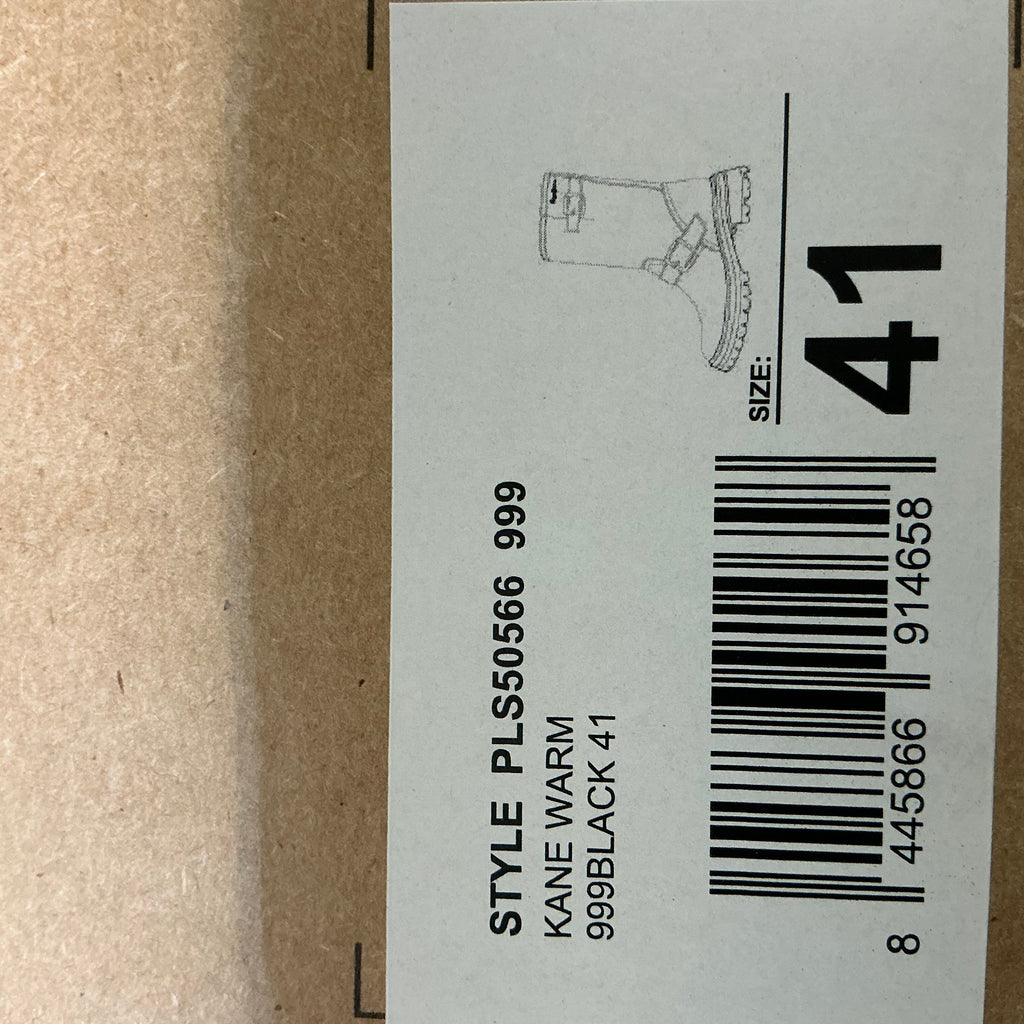 STYLE PLS50566 999
KANE WARM
999BLACK 41
SIZE:
41
8 445866 914658